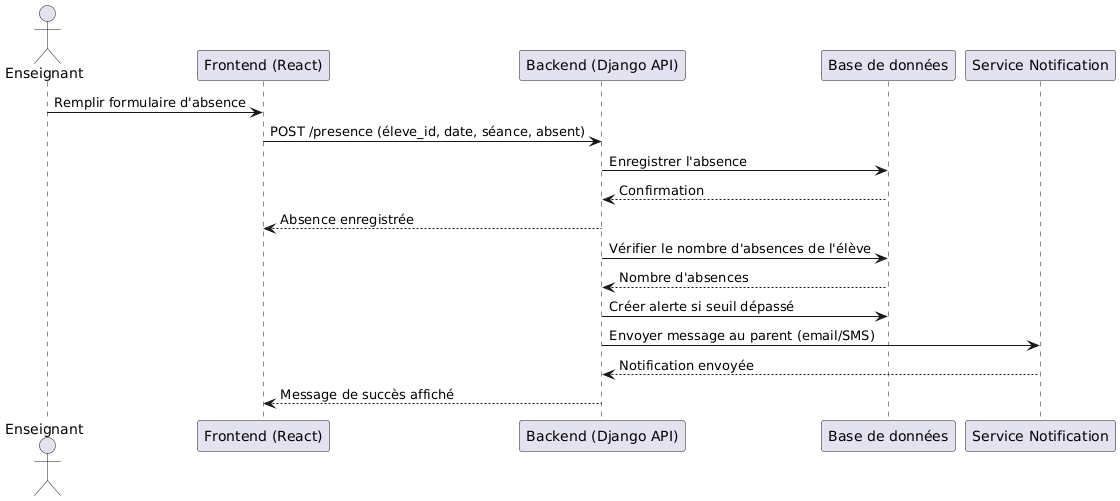 Enseignant
Frontend (React)
Backend (Django API)
Base de données
Service Notification
Remplir formulaire d'absence
POST /presence (éleve_id, date, séance, absent)
Enregistrer l'absence
Confirmation
Absence enregistrée
Vérifier le nombre d'absences de l'élève
Nombre d'absences
Créer alerte si seuil dépassé
Envoyer message au parent (email/SMS)
Notification envoyée
Message de succès affiché
Enseignant
Frontend (React)
Backend (Django API)
Base de données
Service Notification